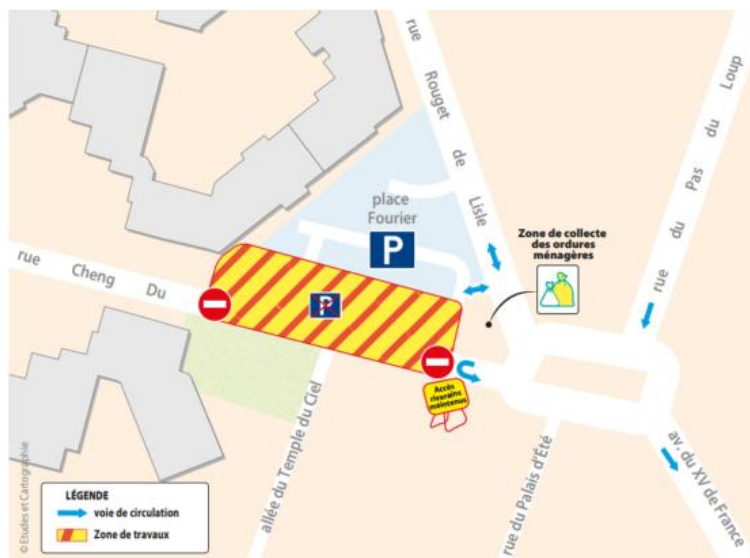 rue Rouget de Lisle
rue du Pas du Loup
place
Fourier
P
Zone de collecte
des ordures
ménagères
rue Cheng Du
P
Accès
riverains
maintenus
allée du Temple du Ciel
rue du Palais d'Été
av. du XV de France
© Etudes et Cartographie
LÉGENDE
voie de circulation
Zone de travaux